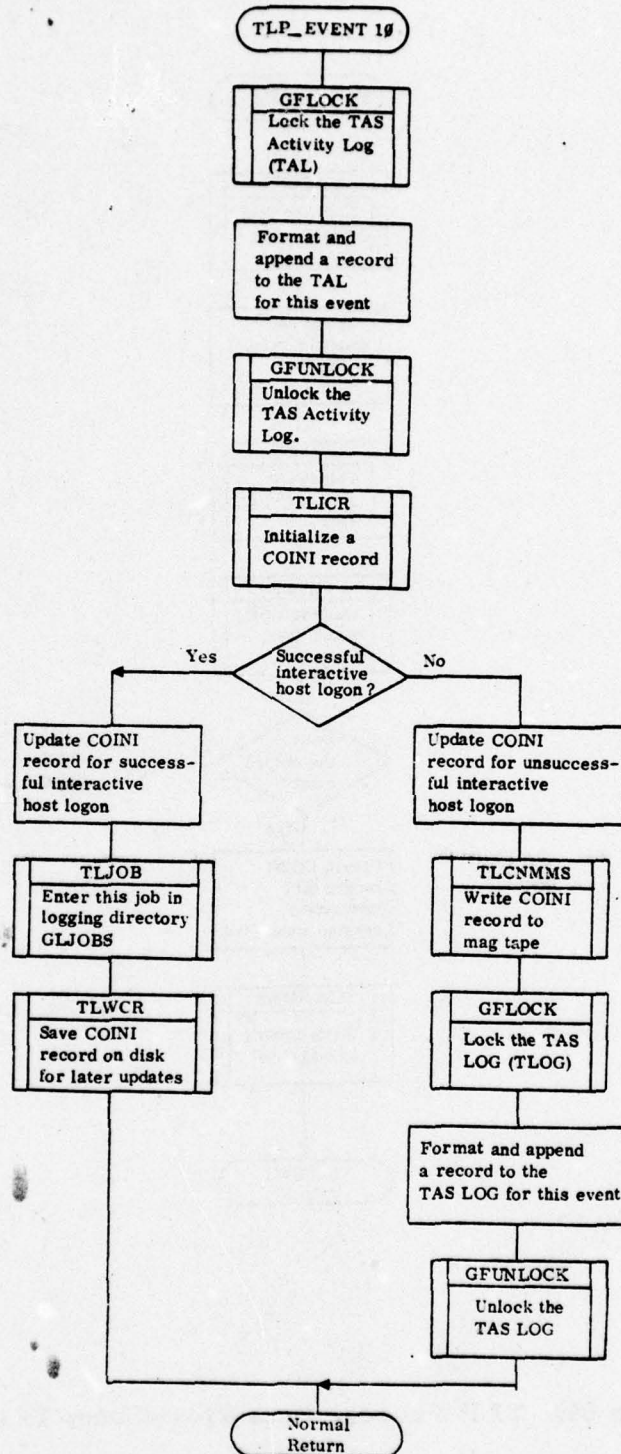 TLP_EVENT 10
GFLOCK
Lock the TAS
Activity Log
(TAL)
Format and
append a record
to the TAL
for this event
GFUNLOCK
Unlock the
TAS Activity
Log.
TLICR
Initialize a
COINI record
Yes
Successful
interactive
host logon?
No
Update COINI
record for success-
ful interactive
host logon
TLJOB
Enter this job in
logging directory
GLJOBS
TLWCR
Save COINI
record on disk
for later updates
Update COINI
record for unsuccess-
ful interactive
host logon
TLCNMMS
Write COINI
record to
mag tape
GFLOCK
Lock the TAS
LOG (TLOG)
Format and append
a record to the
TAS LOG for this event
GFUNLOCK
Unlock the
TAS LOG
Normal
Return